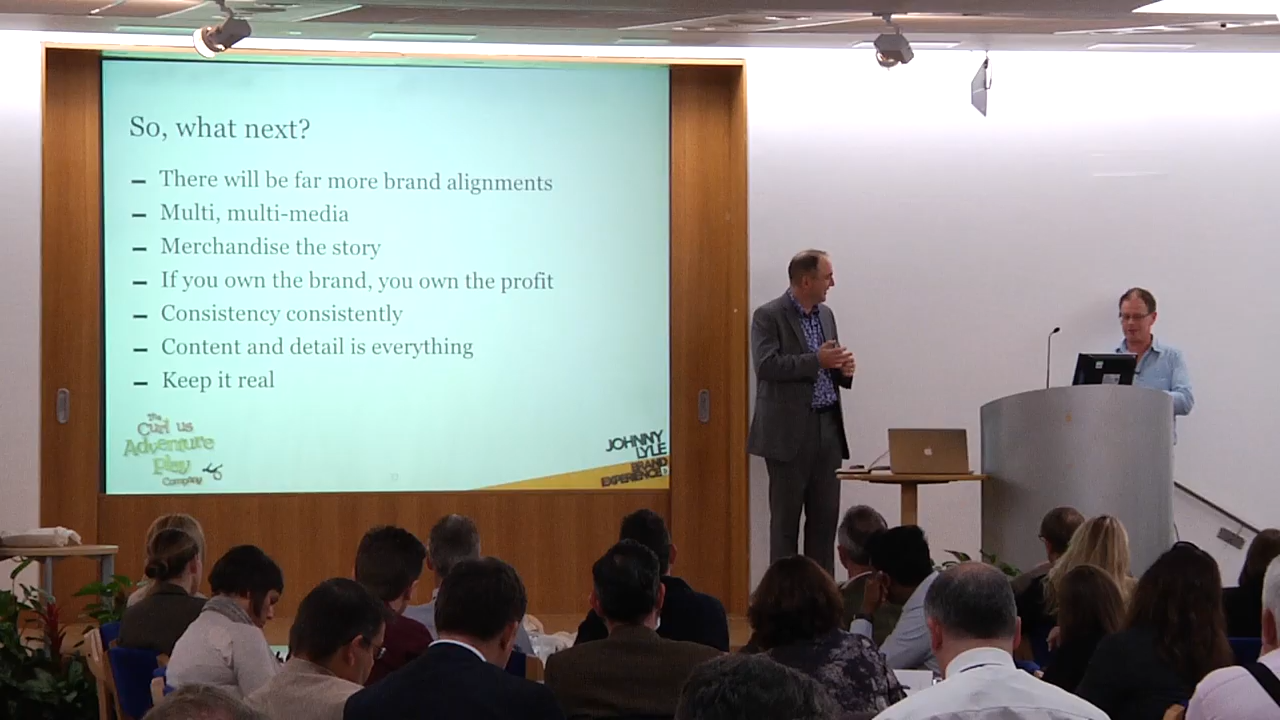 So, what next?
– There will be far more brand alignments
– Multi, multi-media
– Merchandise the story
– If you own the brand, you own the profit
– Consistency consistently
– Content and detail is everything
– Keep it real
The
Adventure
Play
Company
JOHNNY
LYLE
BRAND
EXPERIENCE